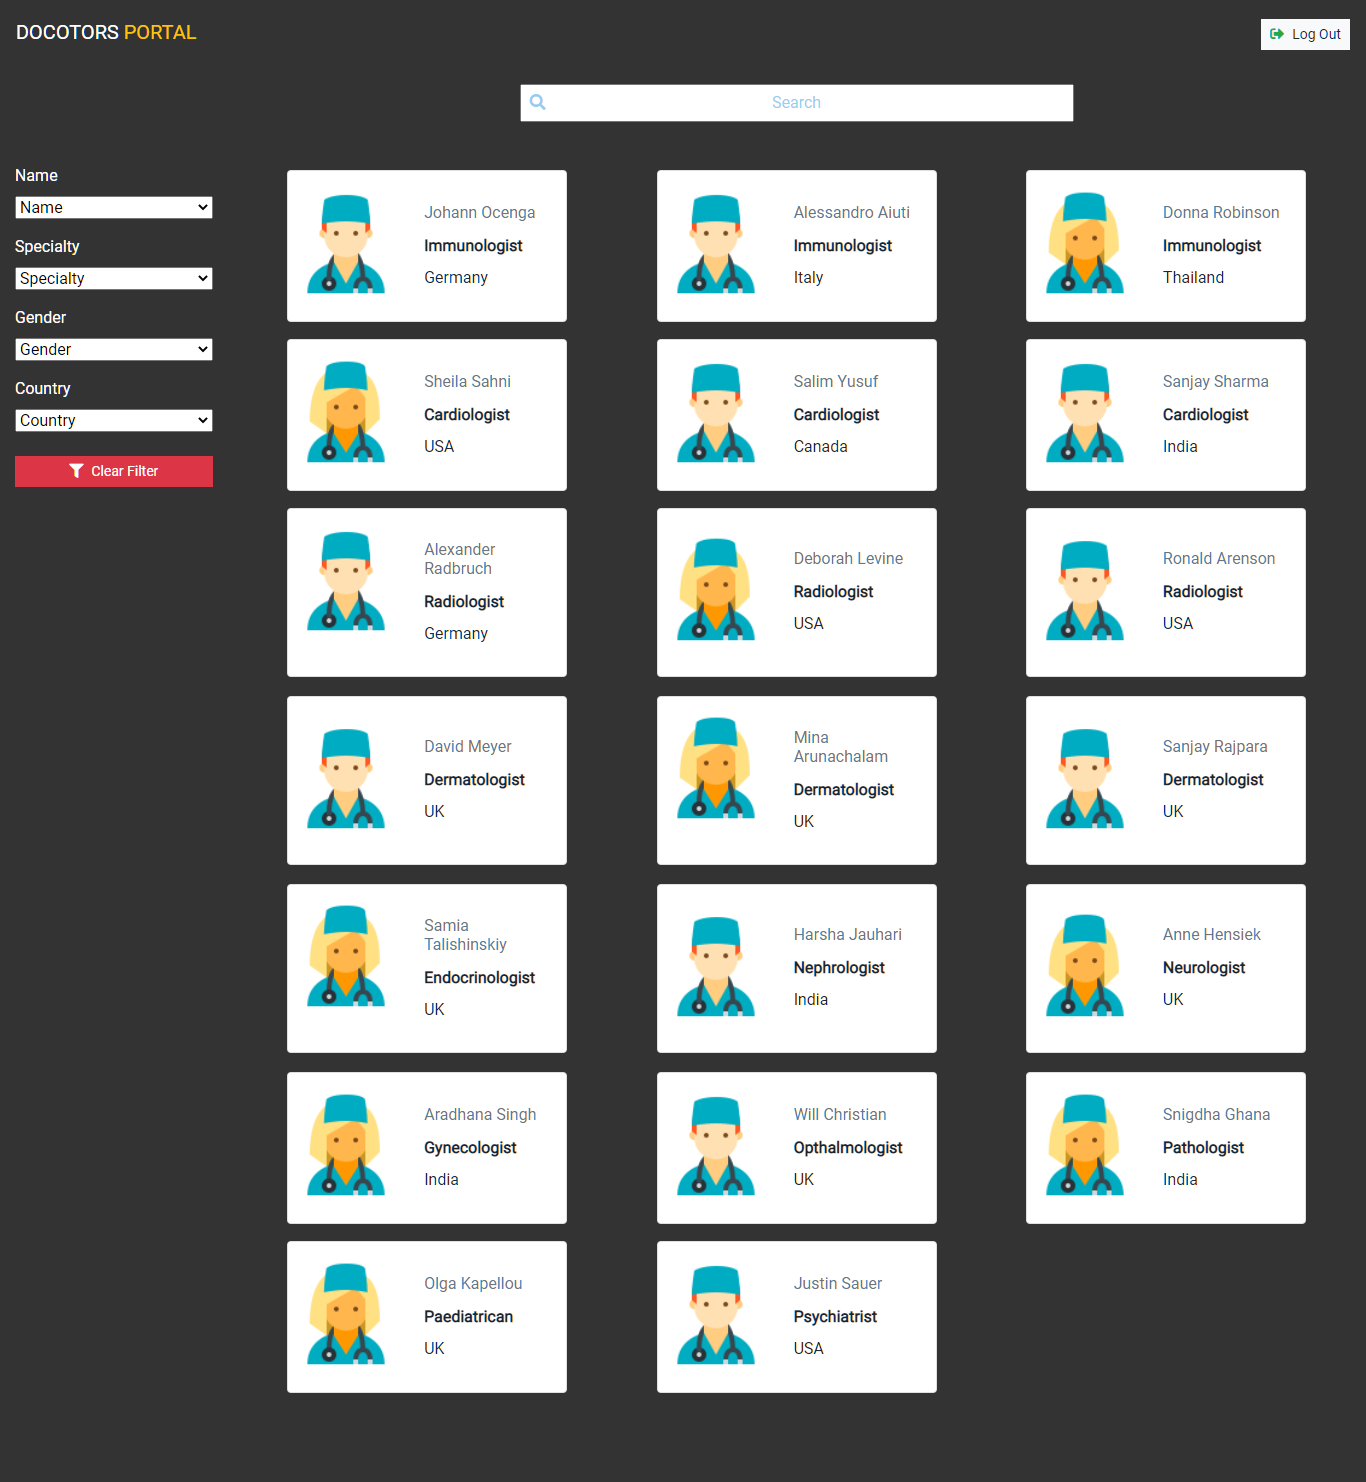 DOCOTORS PORTAL
Log Out
Search
Name
Name
Specialty
Specialty
Gender
Gender
Country
Country
Clear Filter
Johann Ocenga
Immunologist
Germany
Alessandro Aiuti
Immunologist
Italy
Donna Robinson
Immunologist
Thailand
Sheila Sahni
Cardiologist
USA
Salim Yusuf
Cardiologist
Canada
Sanjay Sharma
Cardiologist
India
Alexander
Radbruch
Radiologist
Germany
Deborah Levine
Radiologist
USA
Ronald Arenson
Radiologist
USA
David Meyer
Dermatologist
UK
Mina
Arunachalam
Dermatologist
UK
Sanjay Rajpara
Dermatologist
UK
Samia
Talishinskiy
Endocrinologist
UK
Harsha Jauhari
Nephrologist
India
Anne Hensiek
Neurologist
UK
Aradhana Singh
Gynecologist
India
Will Christian
Opthalmologist
UK
Snigdha Ghana
Pathologist
India
Olga Kapellou
Paediatrican
UK
Justin Sauer
Psychiatrist
USA